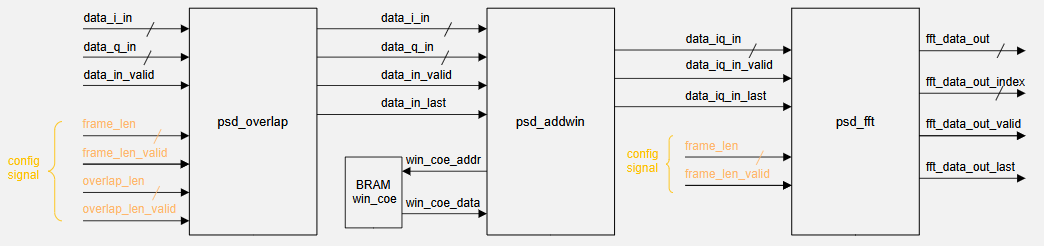 data_i_in
data_q_in
data_in_valid
config
signal
frame_len
frame_len_valid
overlap_len
overlap_len_valid
psd_overlap
data_i_in
data_q_in
data_in_valid
data_in_last
BRAM
win_coe
win_coe_addr
win_coe_data
psd_addwin
data_iq_in
data_iq_in_valid
data_iq_in_last
config
signal
frame_len
frame_len_valid
psd_fft
fft_data_out
fft_data_out_index
fft_data_out_valid
fft_data_out_last